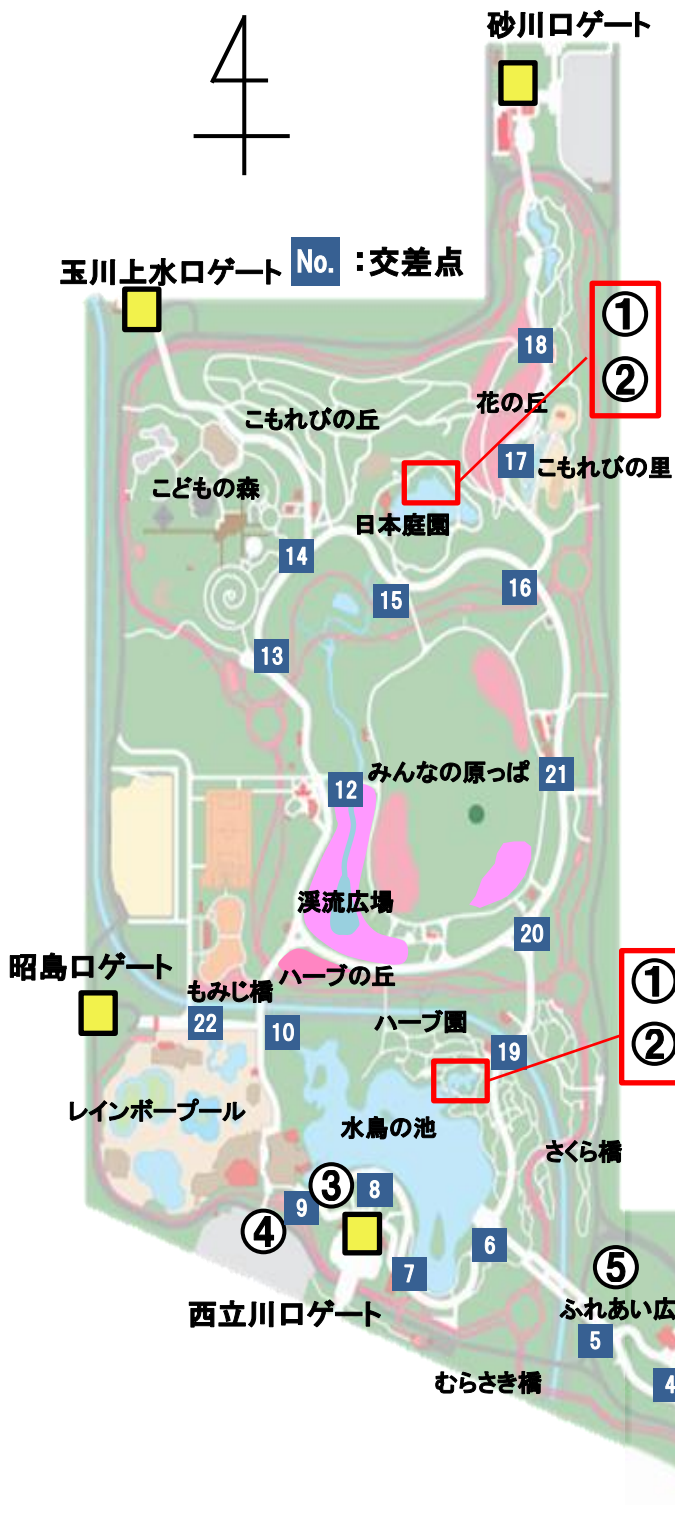 砂川口ゲート
玉川上水口ゲート
No. ：交差点
①
②
18
花の丘
こもれびの丘
17
こもれびの里
こどもの森
日本庭園
14
16
15
13
みんなの原っぱ
21
12
渓流広場
20
昭島口ゲート
ハーブの丘
①
②
もみじ橋
22
10
ハーブ園
19
レインボープール
水鳥の池
さくら橋
③
8
9
④
6
7
⑤
西立川口ゲート
ふれあい広
5
むらさき橋
4